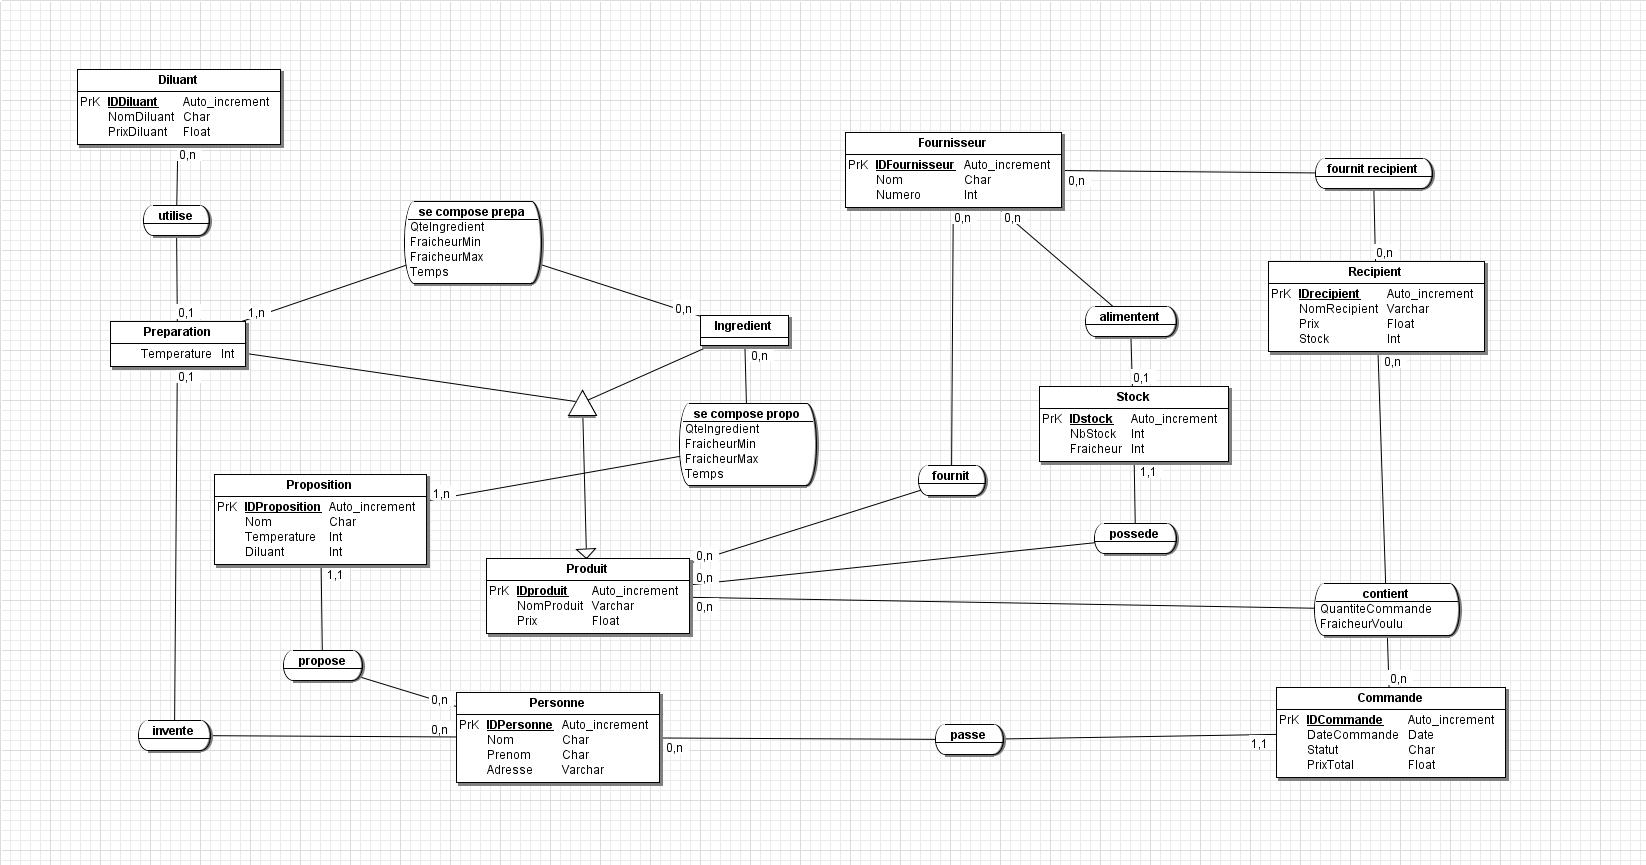 Diluant
PrK IDDiluant Auto_increment
NomDiluant Char
PrixDiluant Float
0,n
utilise
0,1
Preparation
Temperature Int
0,1
1,n
se compose prepa
QteIngredient
FraicheurMin
FraicheurMax
Temps
0,n
Ingredient
0,n
se compose propo
QteIngredient
FraicheurMin
FraicheurMax
Temps
1,n
Proposition
PrK IDProposition Auto_increment
Nom Char
Temperature Int
Diluant Int
1,1
propose
0,n
invente
0,n
Personne
PrK IDPersonne Auto_increment
Nom Char
Prenom Char
Adresse Varchar
0,n
passe
1,1
Produit
PrK IDproduit Auto_increment
NomProduit Varchar
Prix Float
0,n
0,n
0,n
Fournisseur
PrK IDFournisseur Auto_increment
Nom Char
Numero Int
0,n
0,n
0,n
fournit recipient
0,n
Recipient
PrK IDrecipient Auto_increment
NomRecipient Varchar
Prix Float
Stock Int
0,n
alimentent
0,1
Stock
PrK IDstock Auto_increment
NbStock Int
Fraicheur Int
1,1
fournit
possede
contient
QuantiteCommande
FraicheurVoulu
0,n
Commande
PrK IDCommande Auto_increment
DateCommande Date
Statut Char
PrixTotal Float